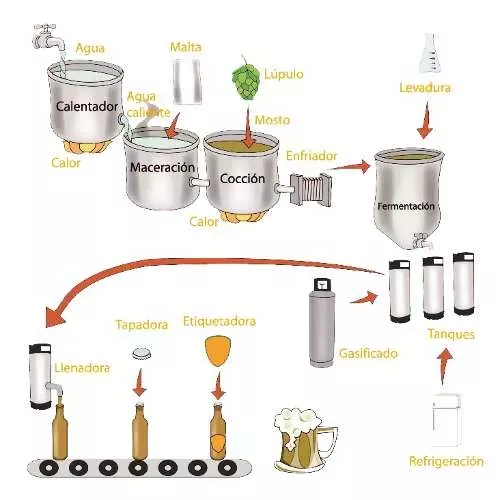 Agua
Malta
Lúpulo
Levadura
Calentador
Agua
caliente
Mosto
Enfriador
Calor
Maceración
Cocción
Calor
Fermentación
Etiquetadora
Tapadora
Tanques
Gasificado
Llenadora
Refrigeración